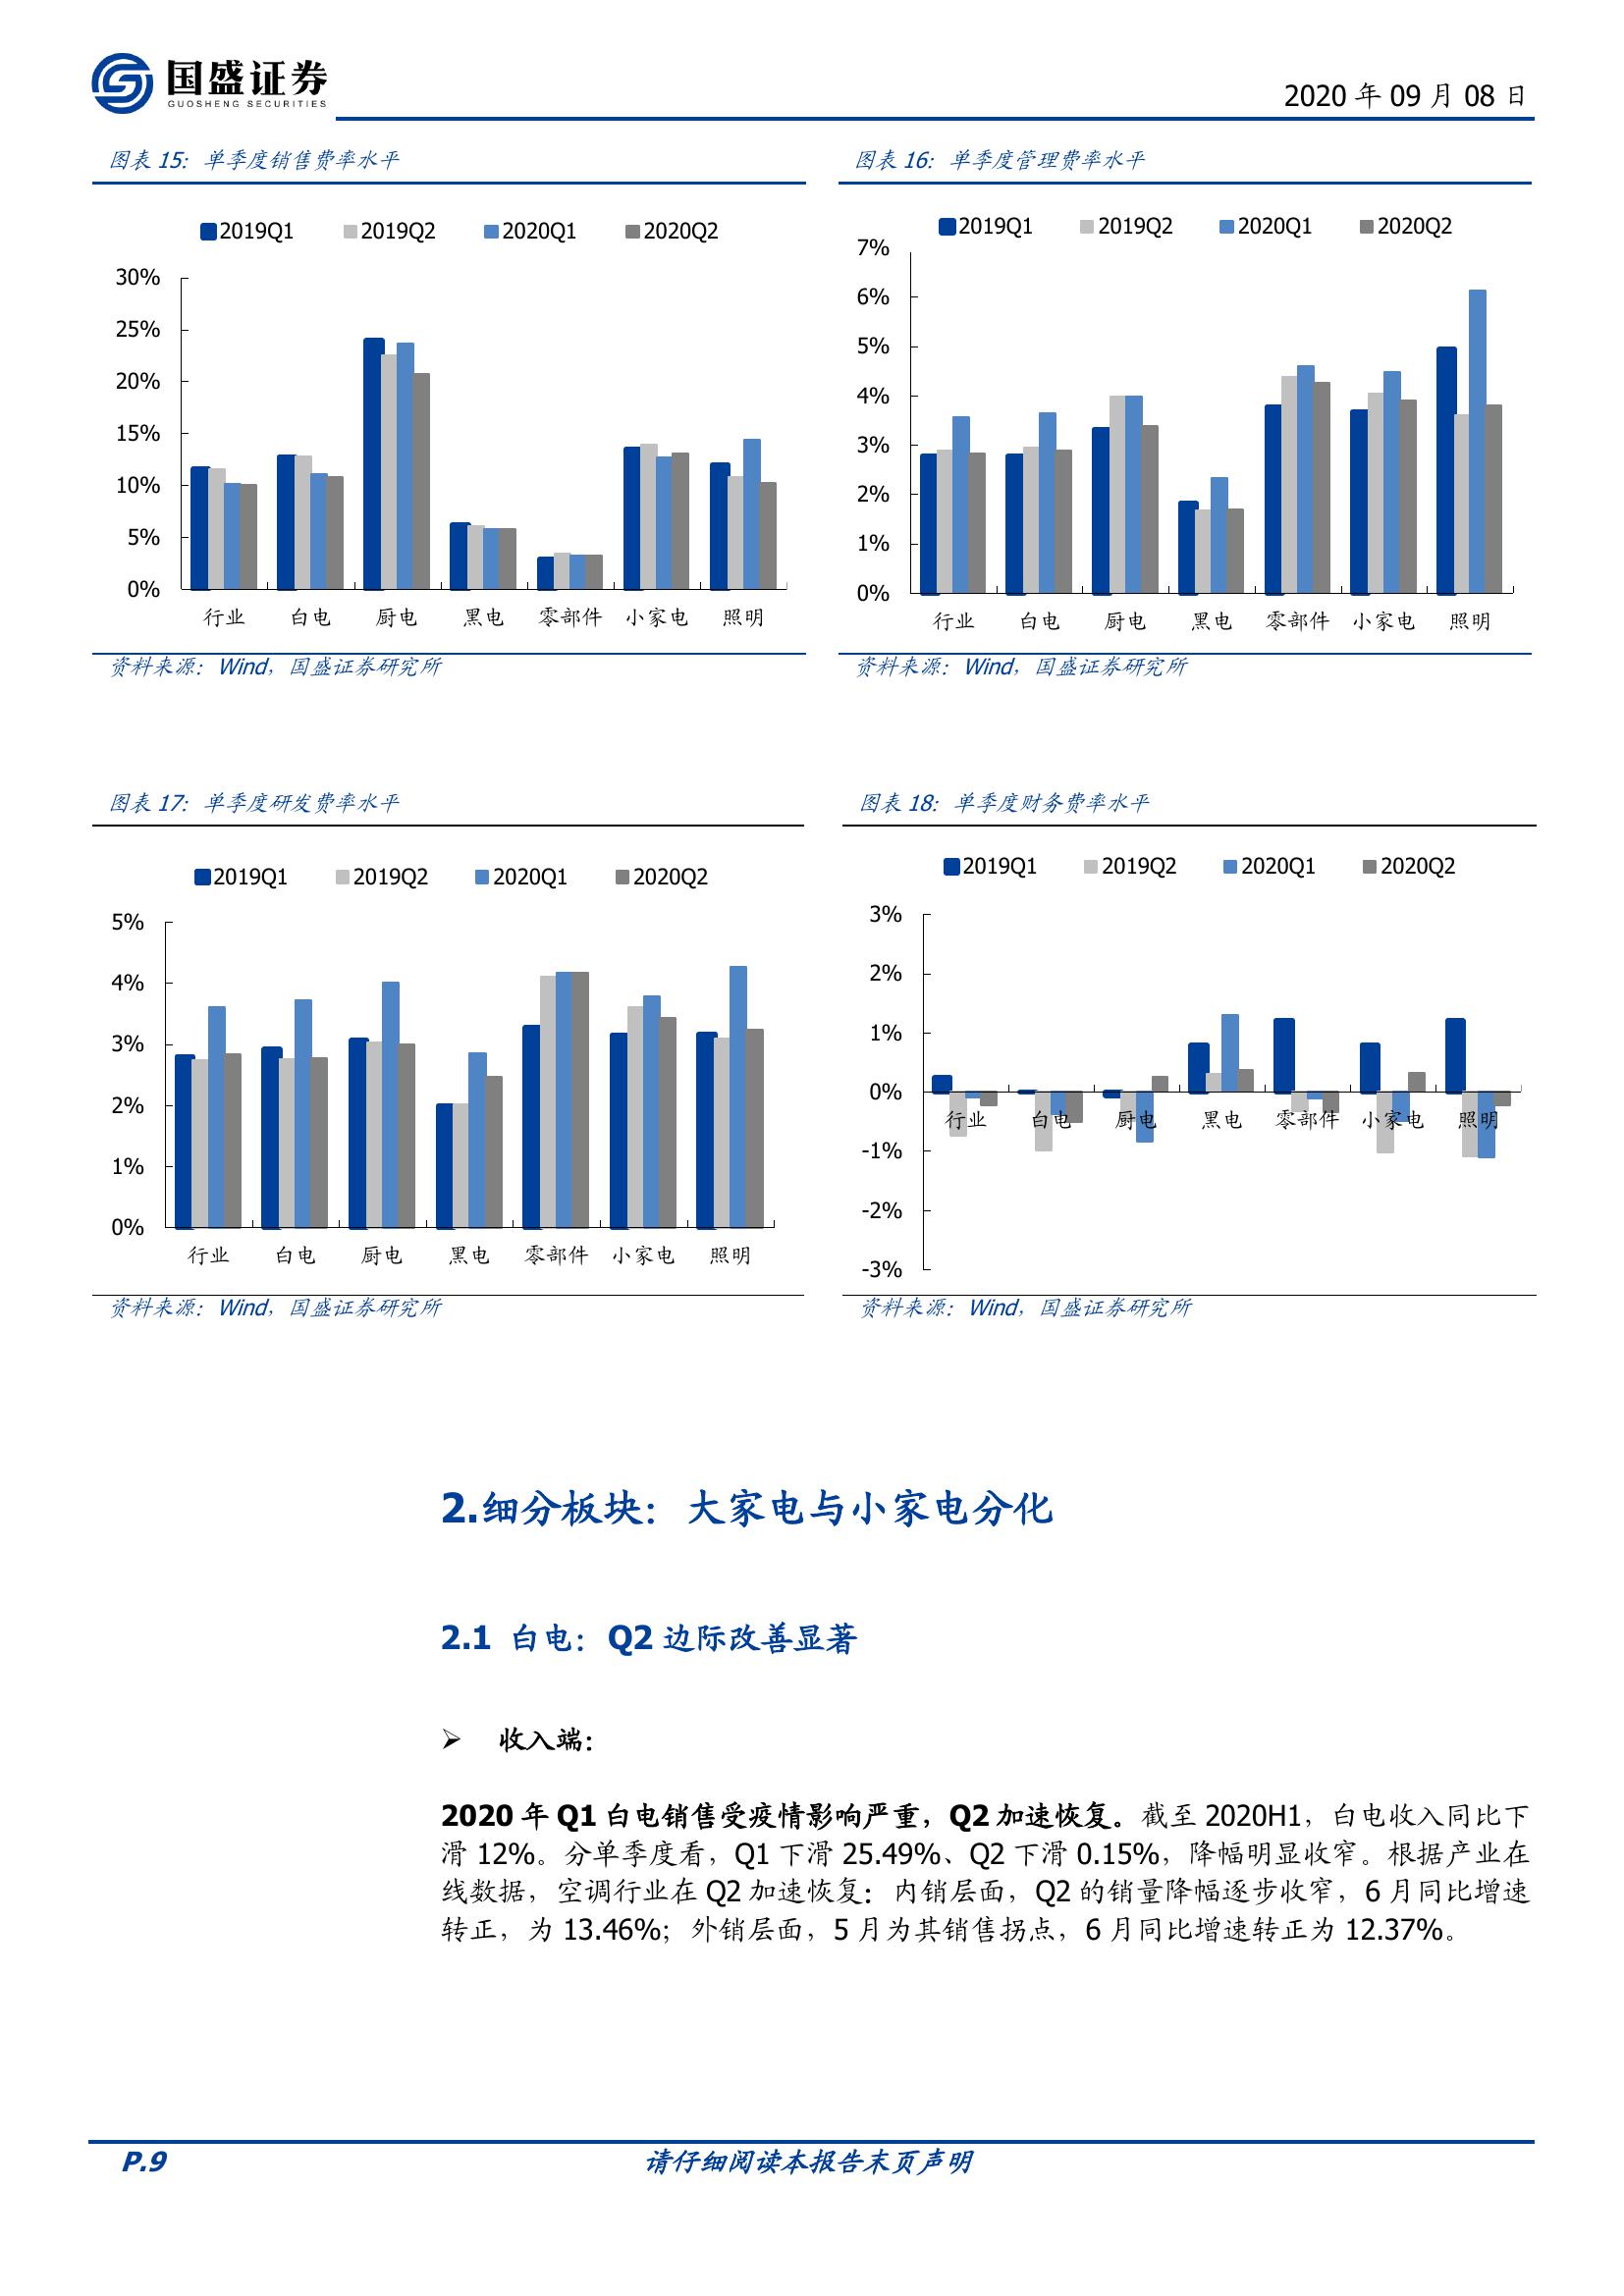 国盛证券
GUOSHENG SECURITIES
2020 年 09 月 08 日
图表 15：单季度销售费率水平
2019Q1 2019Q2 2020Q1 2020Q2
30%
25%
20%
15%
10%
5%
0%
行业 白电 厨电 黑电 零部件 小家电 照明
资料来源：Wind，国盛证券研究所
图表 16：单季度管理费率水平
2019Q1 2019Q2 2020Q1 2020Q2
7%
6%
5%
4%
3%
2%
1%
0%
行业 白电 厨电 黑电 零部件 小家电 照明
资料来源：Wind，国盛证券研究所
图表 17：单季度研发费率水平
2019Q1 2019Q2 2020Q1 2020Q2
5%
4%
3%
2%
1%
0%
行业 白电 厨电 黑电 零部件 小家电 照明
资料来源：Wind，国盛证券研究所
图表 18：单季度财务费率水平
2019Q1 2019Q2 2020Q1 2020Q2
3%
2%
1%
0%
-1%
-2%
-3%
行业 白电 厨电 黑电 零部件 小家电 照明
资料来源：Wind，国盛证券研究所
2.细分板块：大家电与小家电分化
2.1 白电：Q2 边际改善显著
➢ 收入端：
2020 年 Q1 白电销售受疫情影响严重，Q2 加速恢复。截至 2020H1，白电收入同比下
滑 12%。分单季度看，Q1 下滑 25.49%、Q2 下滑 0.15%，降幅明显收窄。根据产业在
线数据，空调行业在 Q2 加速恢复：内销层面，Q2 的销量降幅逐步收窄，6 月同比增速
转正，为 13.46%；外销层面，5 月为其销售拐点，6 月同比增速转正为 12.37%。
P.9
请仔细阅读本报告末页声明